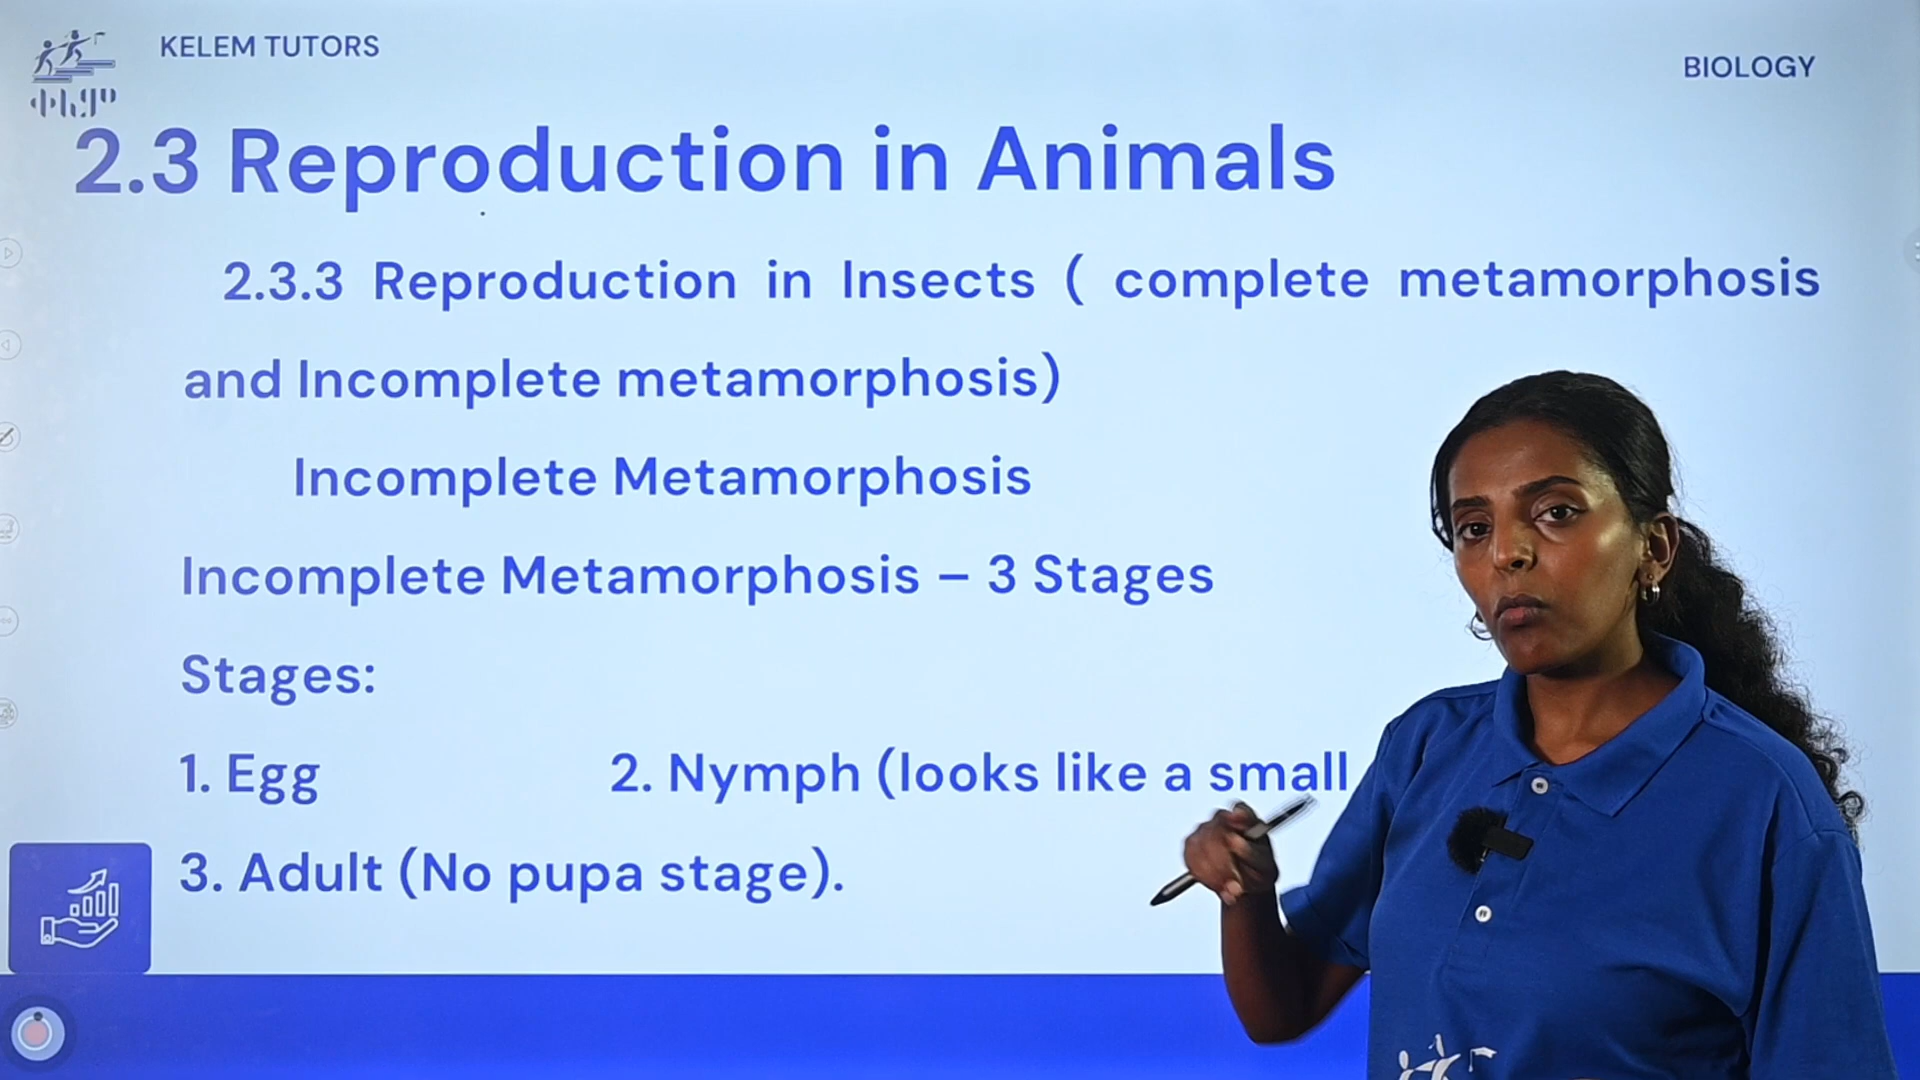 KELEM TUTORS
BIOLOGY
ቀለም
2.3 Reproduction in Animals
2.3.3 Reproduction in Insects ( complete metamorphosis
and Incomplete metamorphosis)
Incomplete Metamorphosis
Incomplete Metamorphosis – 3 Stages
Stages:
1. Egg 2. Nymph (looks like a small
3. Adult (No pupa stage).